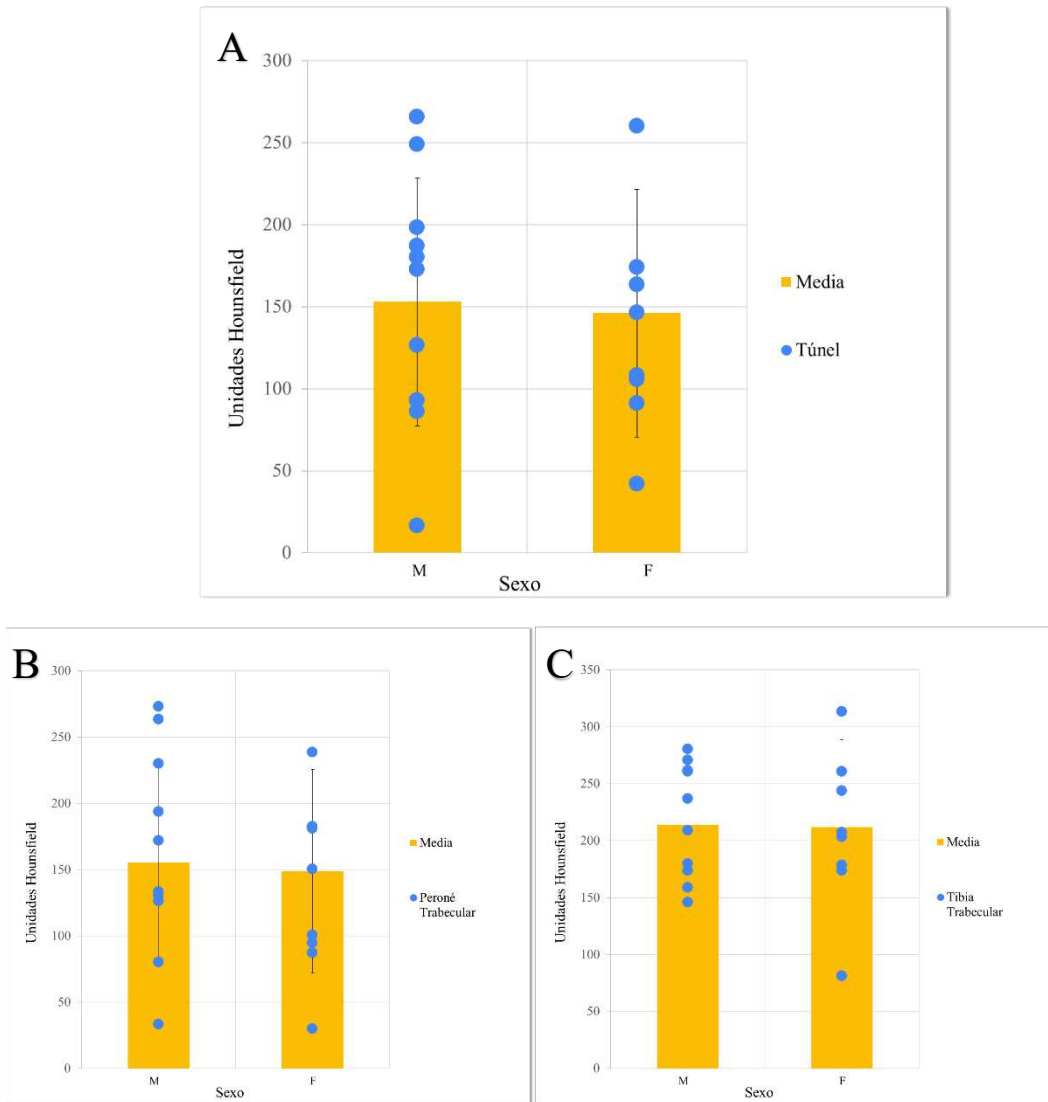 A
300
250
200
150
100
50
0
Unidades Hounsfield
M
F
Sexo
Media
Túnel
B
300
250
200
150
100
50
0
Unidades Hounsfield
M
F
Sexo
Media
Peroné
Trabecular
C
350
300
250
200
150
100
50
0
Unidades Hounsfield
M
F
Sexo
Media
Tibia
Trabecular